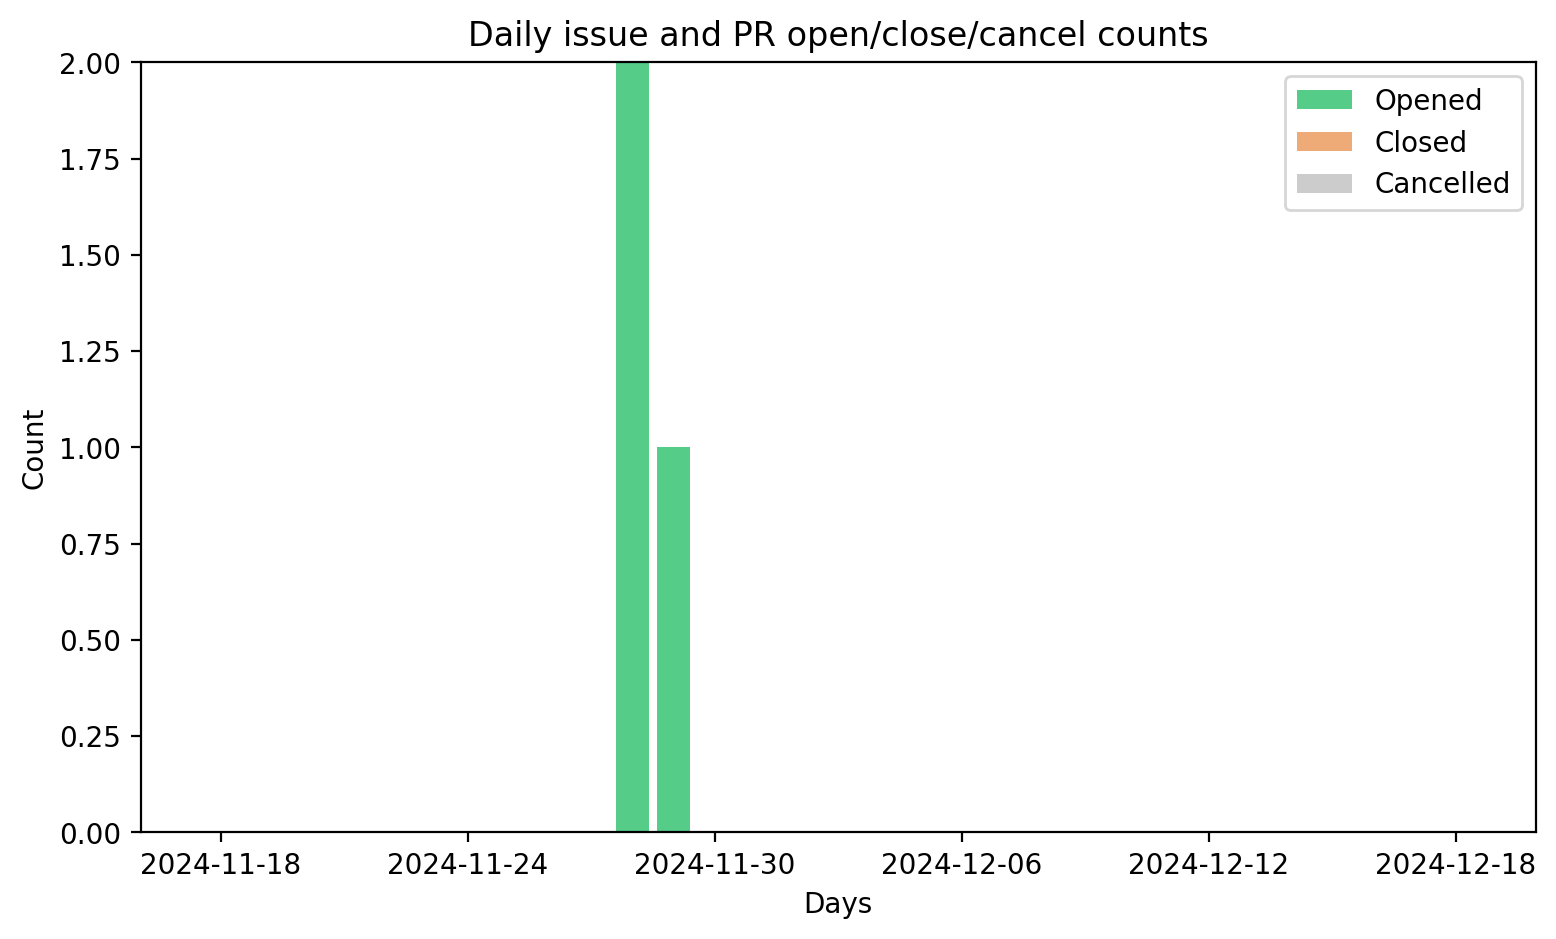 Daily issue and PR open/close/cancel counts
2.00
1.75
1.50
1.25
1.00
0.75
0.50
0.25
0.00
Count
Opened
Closed
Cancelled
2024-11-18
2024-11-24
2024-11-30
2024-12-06
2024-12-12
2024-12-18
Days